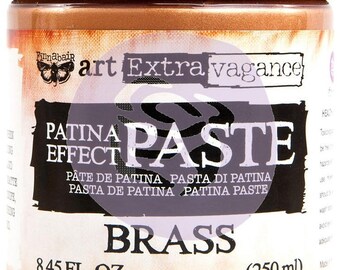 FINNABAIR
art Extravagance
PATINA EFFECT PASTE
PÂTE DE PATINA PASTA DI PATINA
PASTA DE PATINA PATINA PASTE
BRASS
8.45 FL. OZ. (250 ml)